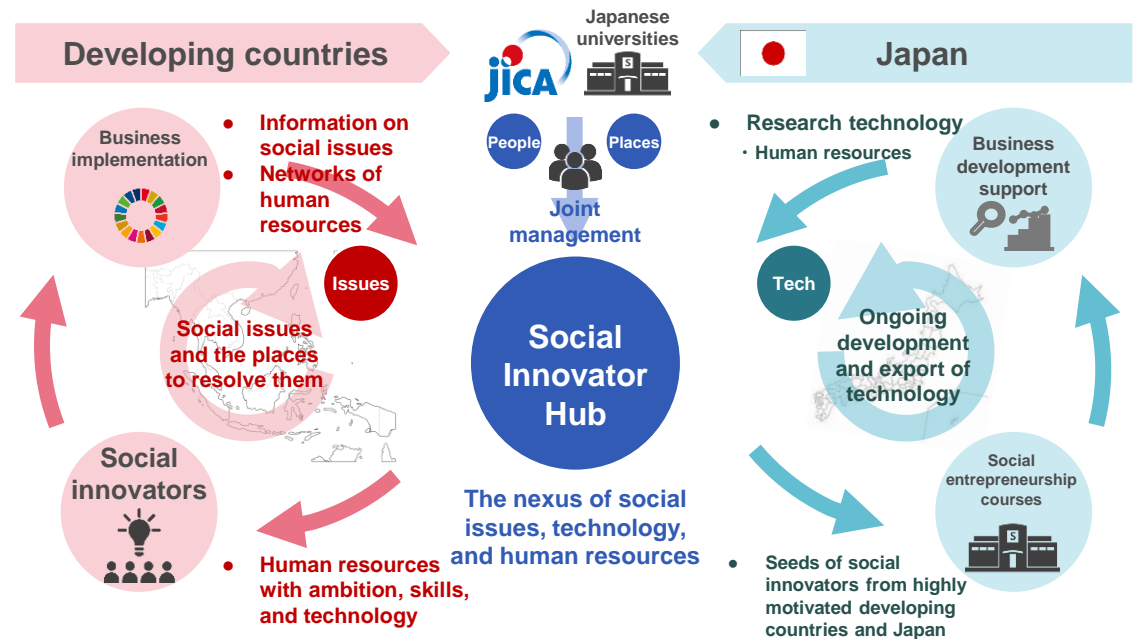 Developing countries
JICA
Japanese
universities
S
Japan
Business
implementation
● Information on
social issues
● Networks of
human
resources
People
Places
Joint
management
● Research technology
・Human resources
Business
development
support
Issues
Tech
Social issues
and the places
to resolve them
Social
Innovator
Hub
Ongoing
development
and export of
technology
Social
innovators
The nexus of social
issues, technology,
and human resources
Social
entrepreneurship
courses
S
● Human resources
with ambition, skills,
and technology
● Seeds of social
innovators from highly
motivated developing
countries and Japan